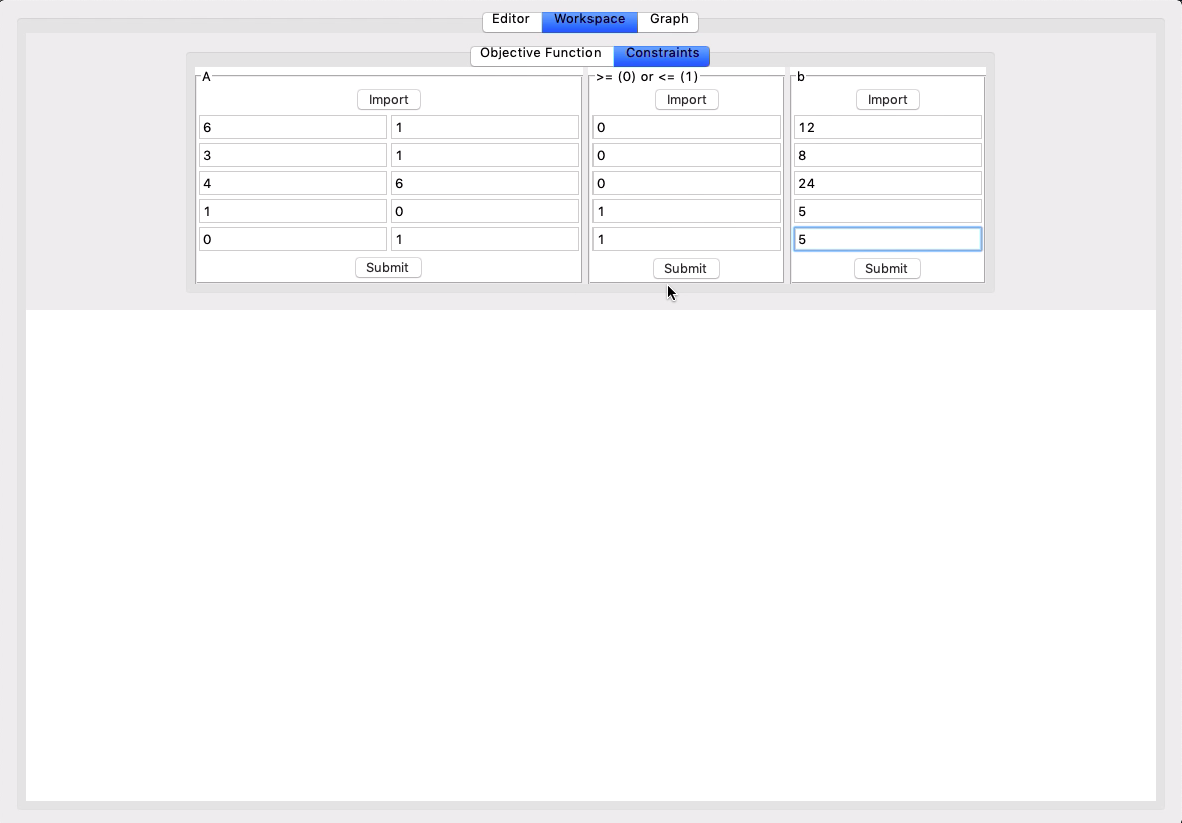 Editor Workspace Graph
Objective Function Constraints
A >= (0) or <= (1) b
Import Import Import
6 1 0 12
3 1 0 8
4 6 0 24
1 0 1 5
0 1 1 5
Submit Submit Submit